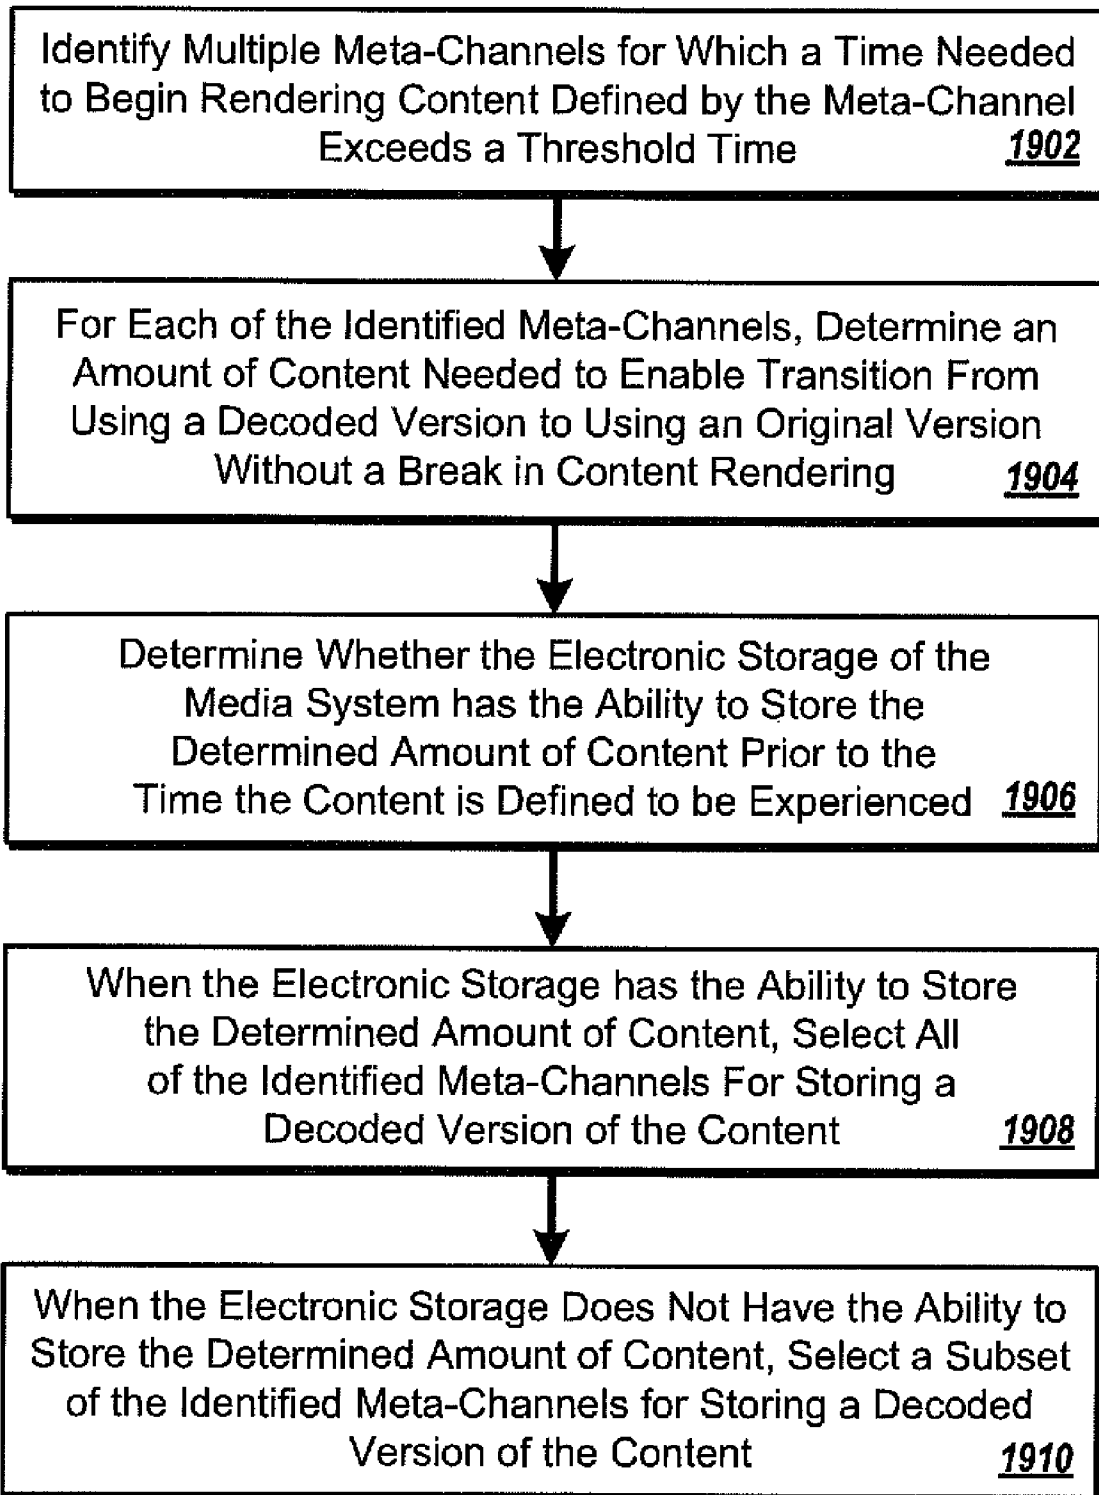 Identify Multiple Meta-Channels for Which a Time Needed
to Begin Rendering Content Defined by the Meta-Channel
Exceeds a Threshold Time 1902
For Each of the Identified Meta-Channels, Determine an
Amount of Content Needed to Enable Transition From
Using a Decoded Version to Using an Original Version
Without a Break in Content Rendering 1904
Determine Whether the Electronic Storage of the
Media System has the Ability to Store the
Determined Amount of Content Prior to the
Time the Content is Defined to be Experienced 1906
When the Electronic Storage has the Ability to Store
the Determined Amount of Content, Select All
of the Identified Meta-Channels For Storing a
Decoded Version of the Content 1908
When the Electronic Storage Does Not Have the Ability to
Store the Determined Amount of Content, Select a Subset
of the Identified Meta-Channels for Storing a Decoded
Version of the Content 1910